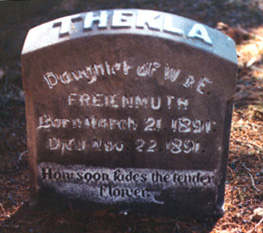 THEKLA
Daughter of W & E
FREIENMUTH
Born March 21 1891
Died Nov 22 1891
How soon fades the tender
Flower.